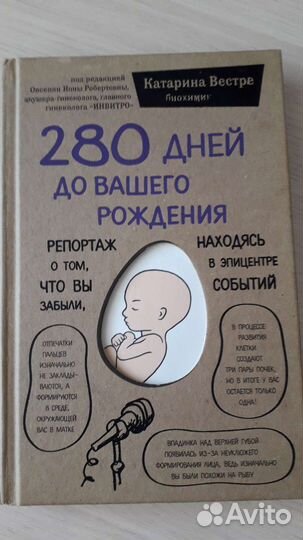 под редакцией
Овсепян Нонны Робертовны,
акушера-гинеколога, главного
гинеколога «ИНВИТРО»
Катарина Вестре
биохимик
280 ДНЕЙ
ДО ВАШЕГО
РОЖДЕНИЯ
РЕПОРТАЖ
О ТОМ,
ЧТО ВЫ
ЗАБЫЛИ,
НАХОДЯСЬ
В ЭПИЦЕНТРЕ
СОБЫТИЙ
ОТПЕЧАТКИ
ПАЛЬЦЕВ
ИЗНАЧАЛЬНО
НЕ ЗАКЛАДЫ-
ВАЮТСЯ, А
ФОРМИРУЮТСЯ
В СРЕДЕ,
ОКРУЖАЮЩЕЙ
ВАС В МАТКЕ
В ПРОЦЕССЕ
РАЗВИТИЯ
КЛЕТКИ
СОЗДАЮТ
ТРИ ПАРЫ ПОЧЕК,
НО В ИТОГЕ У ВАС
ОСТАЕТСЯ ТОЛЬКО
ОДНА!
ВПАДИНКА НАД ВЕРХНЕЙ ГУБОЙ
ПОЯВИЛАСЬ ИЗ-ЗА НЕУКЛЮЖЕГО
ФОРМИРОВАНИЯ ЛИЦА, ВЕДЬ ИЗНАЧАЛЬНО
ВЫ БЫЛИ ПОХОЖИ НА РЫБУ
Avito